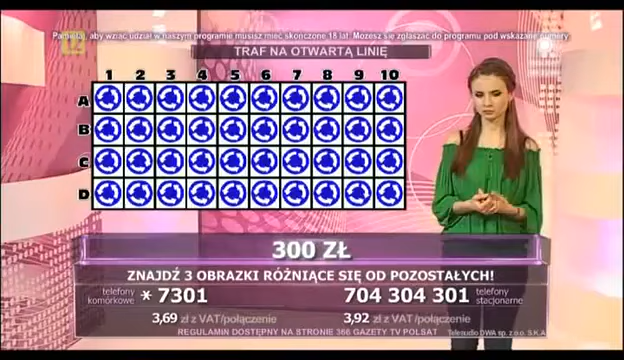 Pamiętaj, aby wziąć udział w naszym programie musisz mieć skończone 18 lat. Możesz się zgłaszać do programu pod wskazane numery
12
TRAF NA OTWARTĄ LINIĘ
1 2 3 4 5 6 7 8 9 10
A
B
C
D
300 ZŁ
ZNAJDŹ 3 OBRAZKI RÓŻNIĄCE SIĘ OD POZOSTAŁYCH!
telefony komórkowe * 7301 704 304 301 telefony stacjonarne
3,69 zł z VAT/połączenie 3,92 zł z VAT/połączenie
REGULAMIN DOSTĘPNY NA STRONIE 366 GAZETY TV POLSAT Telestudio DWA sp. z o.o. S.K.A